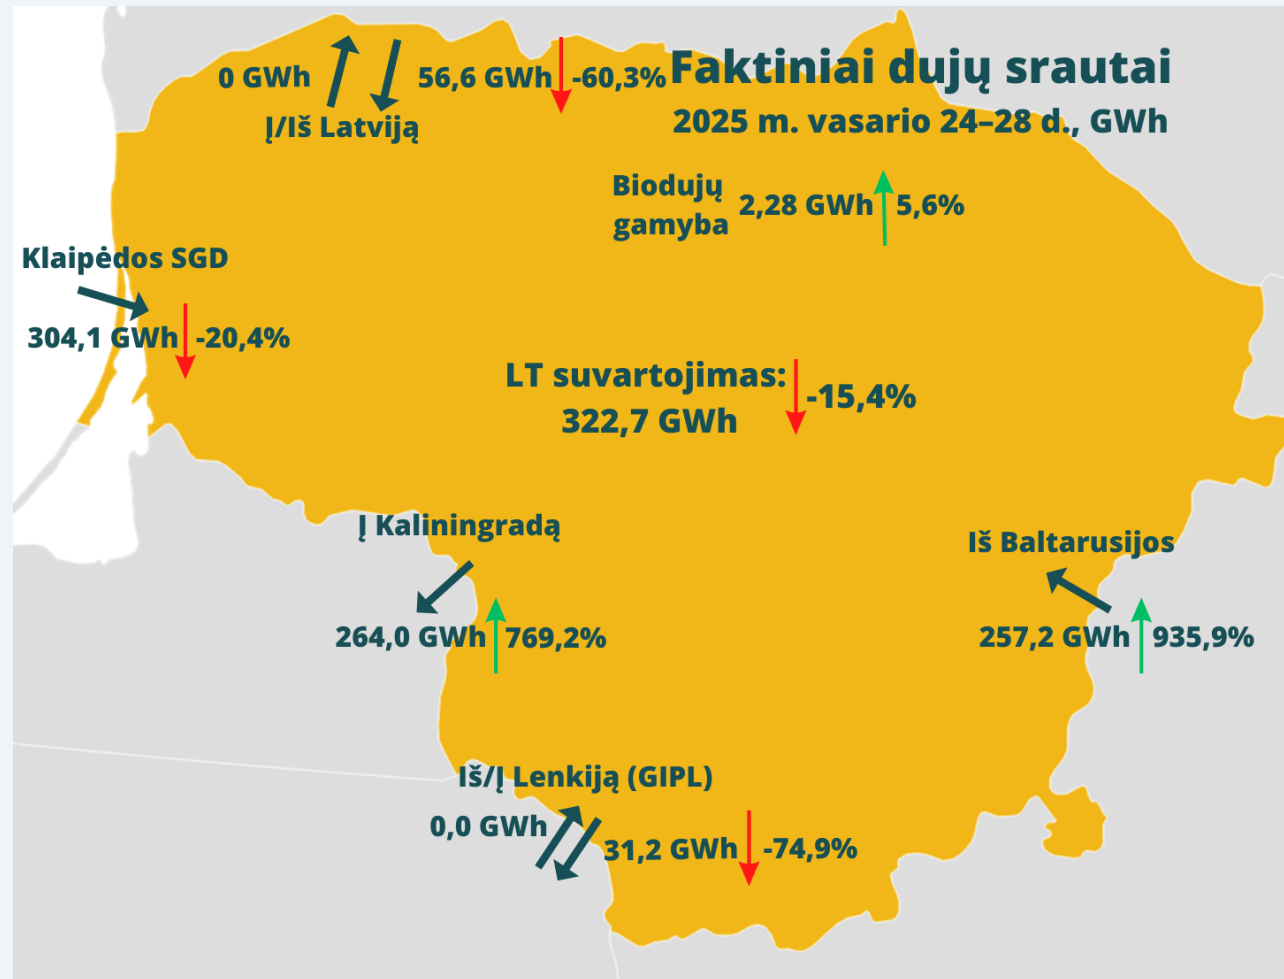 Faktiniai dujų srautai
2025 m. vasario 24–28 d., GWh
0 GWh
56,6 GWh -60,3%
Į/Iš Latviją
Biodujų
gamyba
2,28 GWh 5,6%
Klaipėdos SGD
304,1 GWh -20,4%
LT suvartojimas:
322,7 GWh
-15,4%
Į Kaliningradą
264,0 GWh 769,2%
Iš Baltarusijos
257,2 GWh 935,9%
Iš/Į Lenkiją (GIPL)
0,0 GWh
31,2 GWh -74,9%